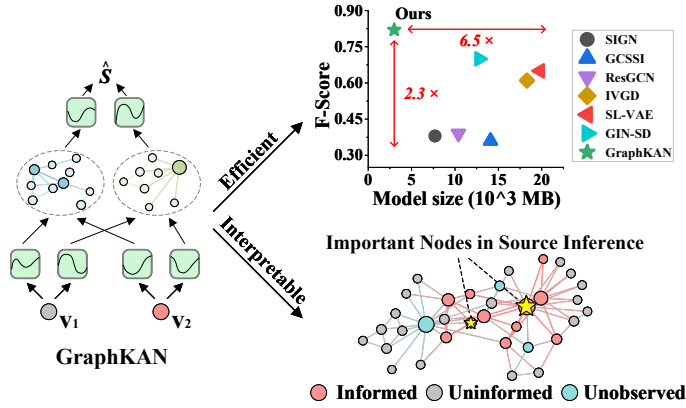 Ŝ
V1
V2
GraphKAN
Efficient
Interpretable
Ours
6.5 ×
2.3 ×
F-Score
0.90
0.75
0.60
0.45
0.30
0 5 10 15 20
Model size (10^3 MB)
SIGN
GCSSI
ResGCN
IVGD
SL-VAE
GIN-SD
GraphKAN
Important Nodes in Source Inference
Informed Uninformed Unobserved